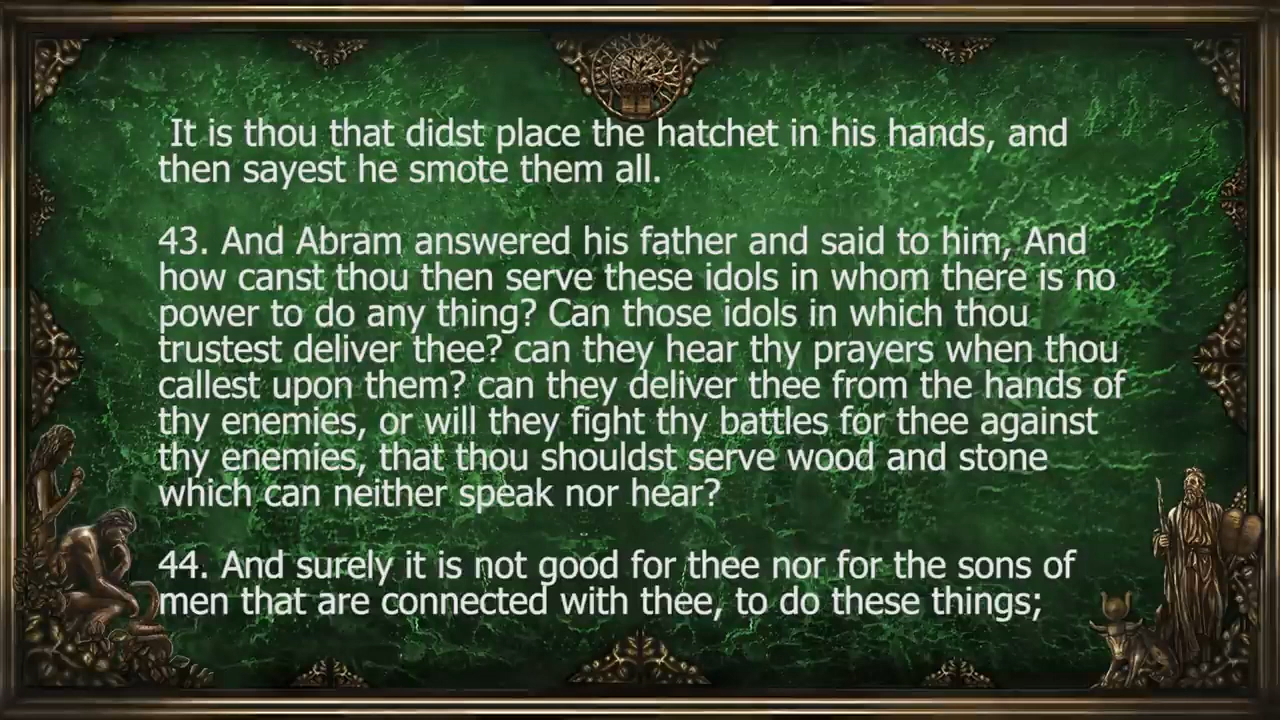 It is thou that didst place the hatchet in his hands, and
then sayest he smote them all.
43. And Abram answered his father and said to him, And
how canst thou then serve these idols in whom there is no
power to do any thing? Can those idols in which thou
trustest deliver thee? can they hear thy prayers when thou
callest upon them? can they deliver thee from the hands of
thy enemies, or will they fight thy battles for thee against
thy enemies, that thou shouldst serve wood and stone
which can neither speak nor hear?
44. And surely it is not good for thee nor for the sons of
men that are connected with thee, to do these things;